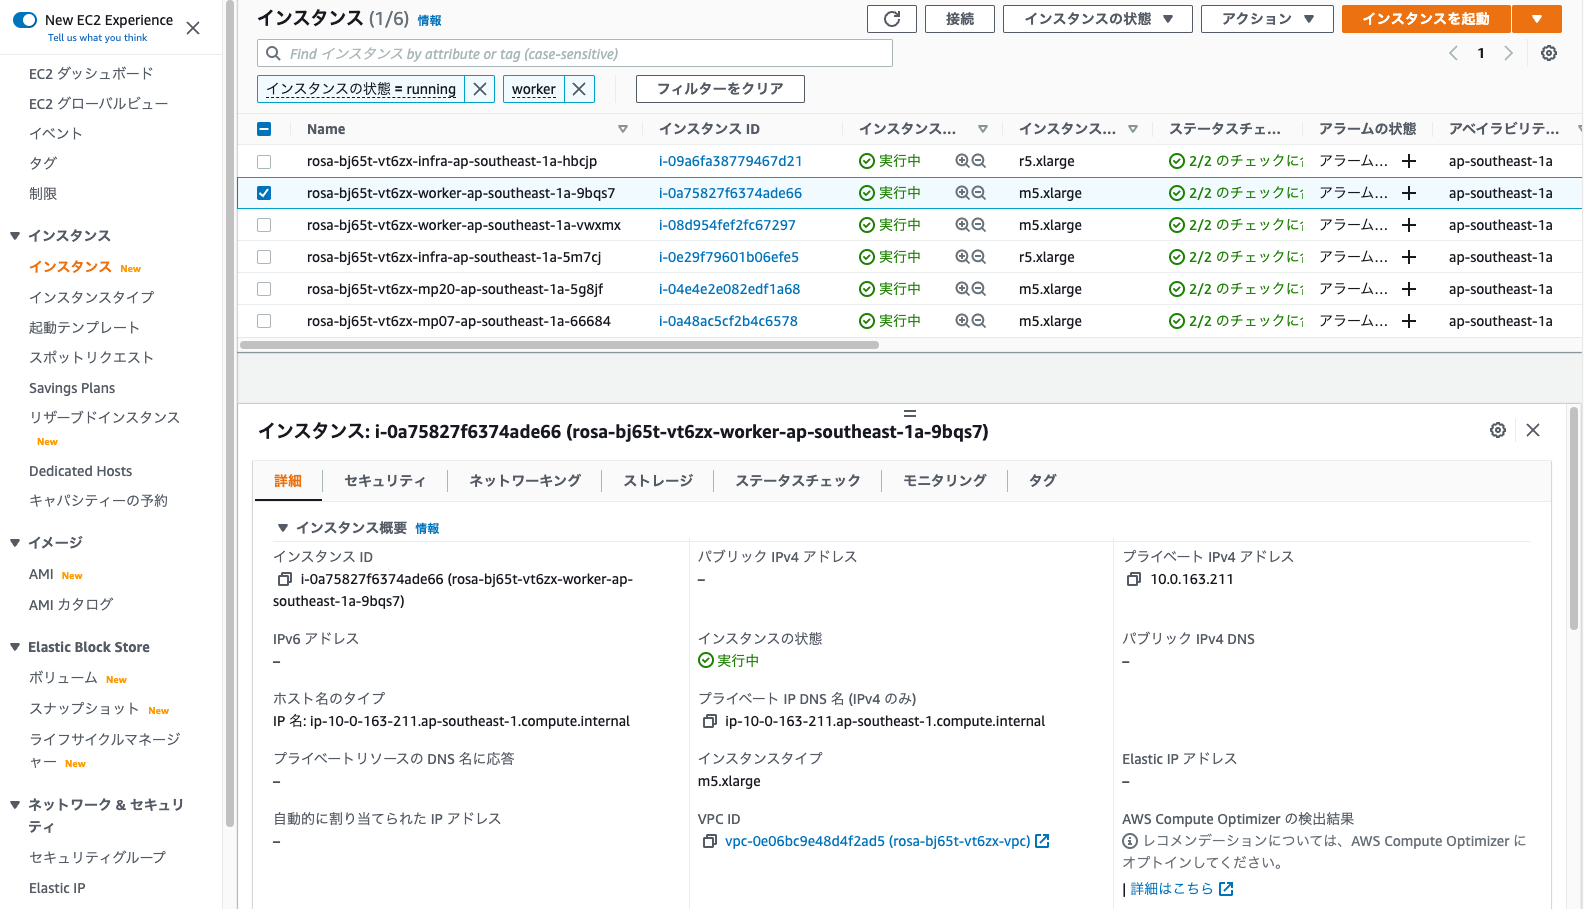 New EC2 Experience
Tell us what you think
EC2 ダッシュボード
EC2 グローバルビュー
イベント
タグ
制限
インスタンス
インスタンス New
インスタンスタイプ
起動テンプレート
スポットリクエスト
Savings Plans
リザーブドインスタンス
New
Dedicated Hosts
キャパシティーの予約
イメージ
AMI New
AMI カタログ
Elastic Block Store
ボリューム New
スナップショット New
ライフサイクルマネージ
ャー New
ネットワーク & セキュリ
ティ
セキュリティグループ
Elastic IP
インスタンス (1/6) 情報
接続
インスタンスの状態
アクション
インスタンスを起動
Find インスタンス by attribute or tag (case-sensitive)
1
インスタンスの状態 = running
worker
フィルターをクリア
Name インスタンス ID インスタンス... インスタンス... ステータスチェ... アラームの状態 アベイラビリテ...
rosa-bj65t-vt6zx-infra-ap-southeast-1a-hbcjp i-09a6fa38779467d21 実行中 r5.xlarge 2/2 のチェックに アラーム... + ap-southeast-1a
rosa-bj65t-vt6zx-worker-ap-southeast-1a-9bqs7 i-0a75827f6374ade66 実行中 m5.xlarge 2/2 のチェックに アラーム... + ap-southeast-1a
rosa-bj65t-vt6zx-worker-ap-southeast-1a-vwxmx i-08d954fef2fc67297 実行中 m5.xlarge 2/2 のチェックに アラーム... + ap-southeast-1a
rosa-bj65t-vt6zx-infra-ap-southeast-1a-5m7cj i-0e29f79601b06efe5 実行中 r5.xlarge 2/2 のチェックに アラーム... + ap-southeast-1a
rosa-bj65t-vt6zx-mp20-ap-southeast-1a-5g8jf i-04e4e2e082edf1a68 実行中 m5.xlarge 2/2 のチェックに アラーム... + ap-southeast-1a
rosa-bj65t-vt6zx-mp07-ap-southeast-1a-66684 i-0a48ac5cf2b4c6578 実行中 m5.xlarge 2/2 のチェックに アラーム... + ap-southeast-1a
インスタンス: i-0a75827f6374ade66 (rosa-bj65t-vt6zx-worker-ap-southeast-1a-9bqs7)
詳細 セキュリティ ネットワーキング ストレージ ステータスチェック モニタリング タグ
インスタンス概要 情報
インスタンス ID
i-0a75827f6374ade66 (rosa-bj65t-vt6zx-worker-ap-
southeast-1a-9bqs7)
パブリック IPv4 アドレス
–
プライベート IPv4 アドレス
10.0.163.211
IPv6 アドレス
–
インスタンスの状態
実行中
パブリック IPv4 DNS
–
ホスト名のタイプ
IP 名: ip-10-0-163-211.ap-southeast-1.compute.internal
プライベート IP DNS 名 (IPv4 のみ)
ip-10-0-163-211.ap-southeast-1.compute.internal
プライベートリソースの DNS 名に応答
–
インスタンスタイプ
m5.xlarge
Elastic IP アドレス
–
自動的に割り当てられた IP アドレス
–
VPC ID
vpc-0e06bc9e48d4f2ad5 (rosa-bj65t-vt6zx-vpc)
AWS Compute Optimizer の検出結果
レコメンデーションについては、AWS Compute Optimizer に
オプトインしてください。
| 詳細はこちら